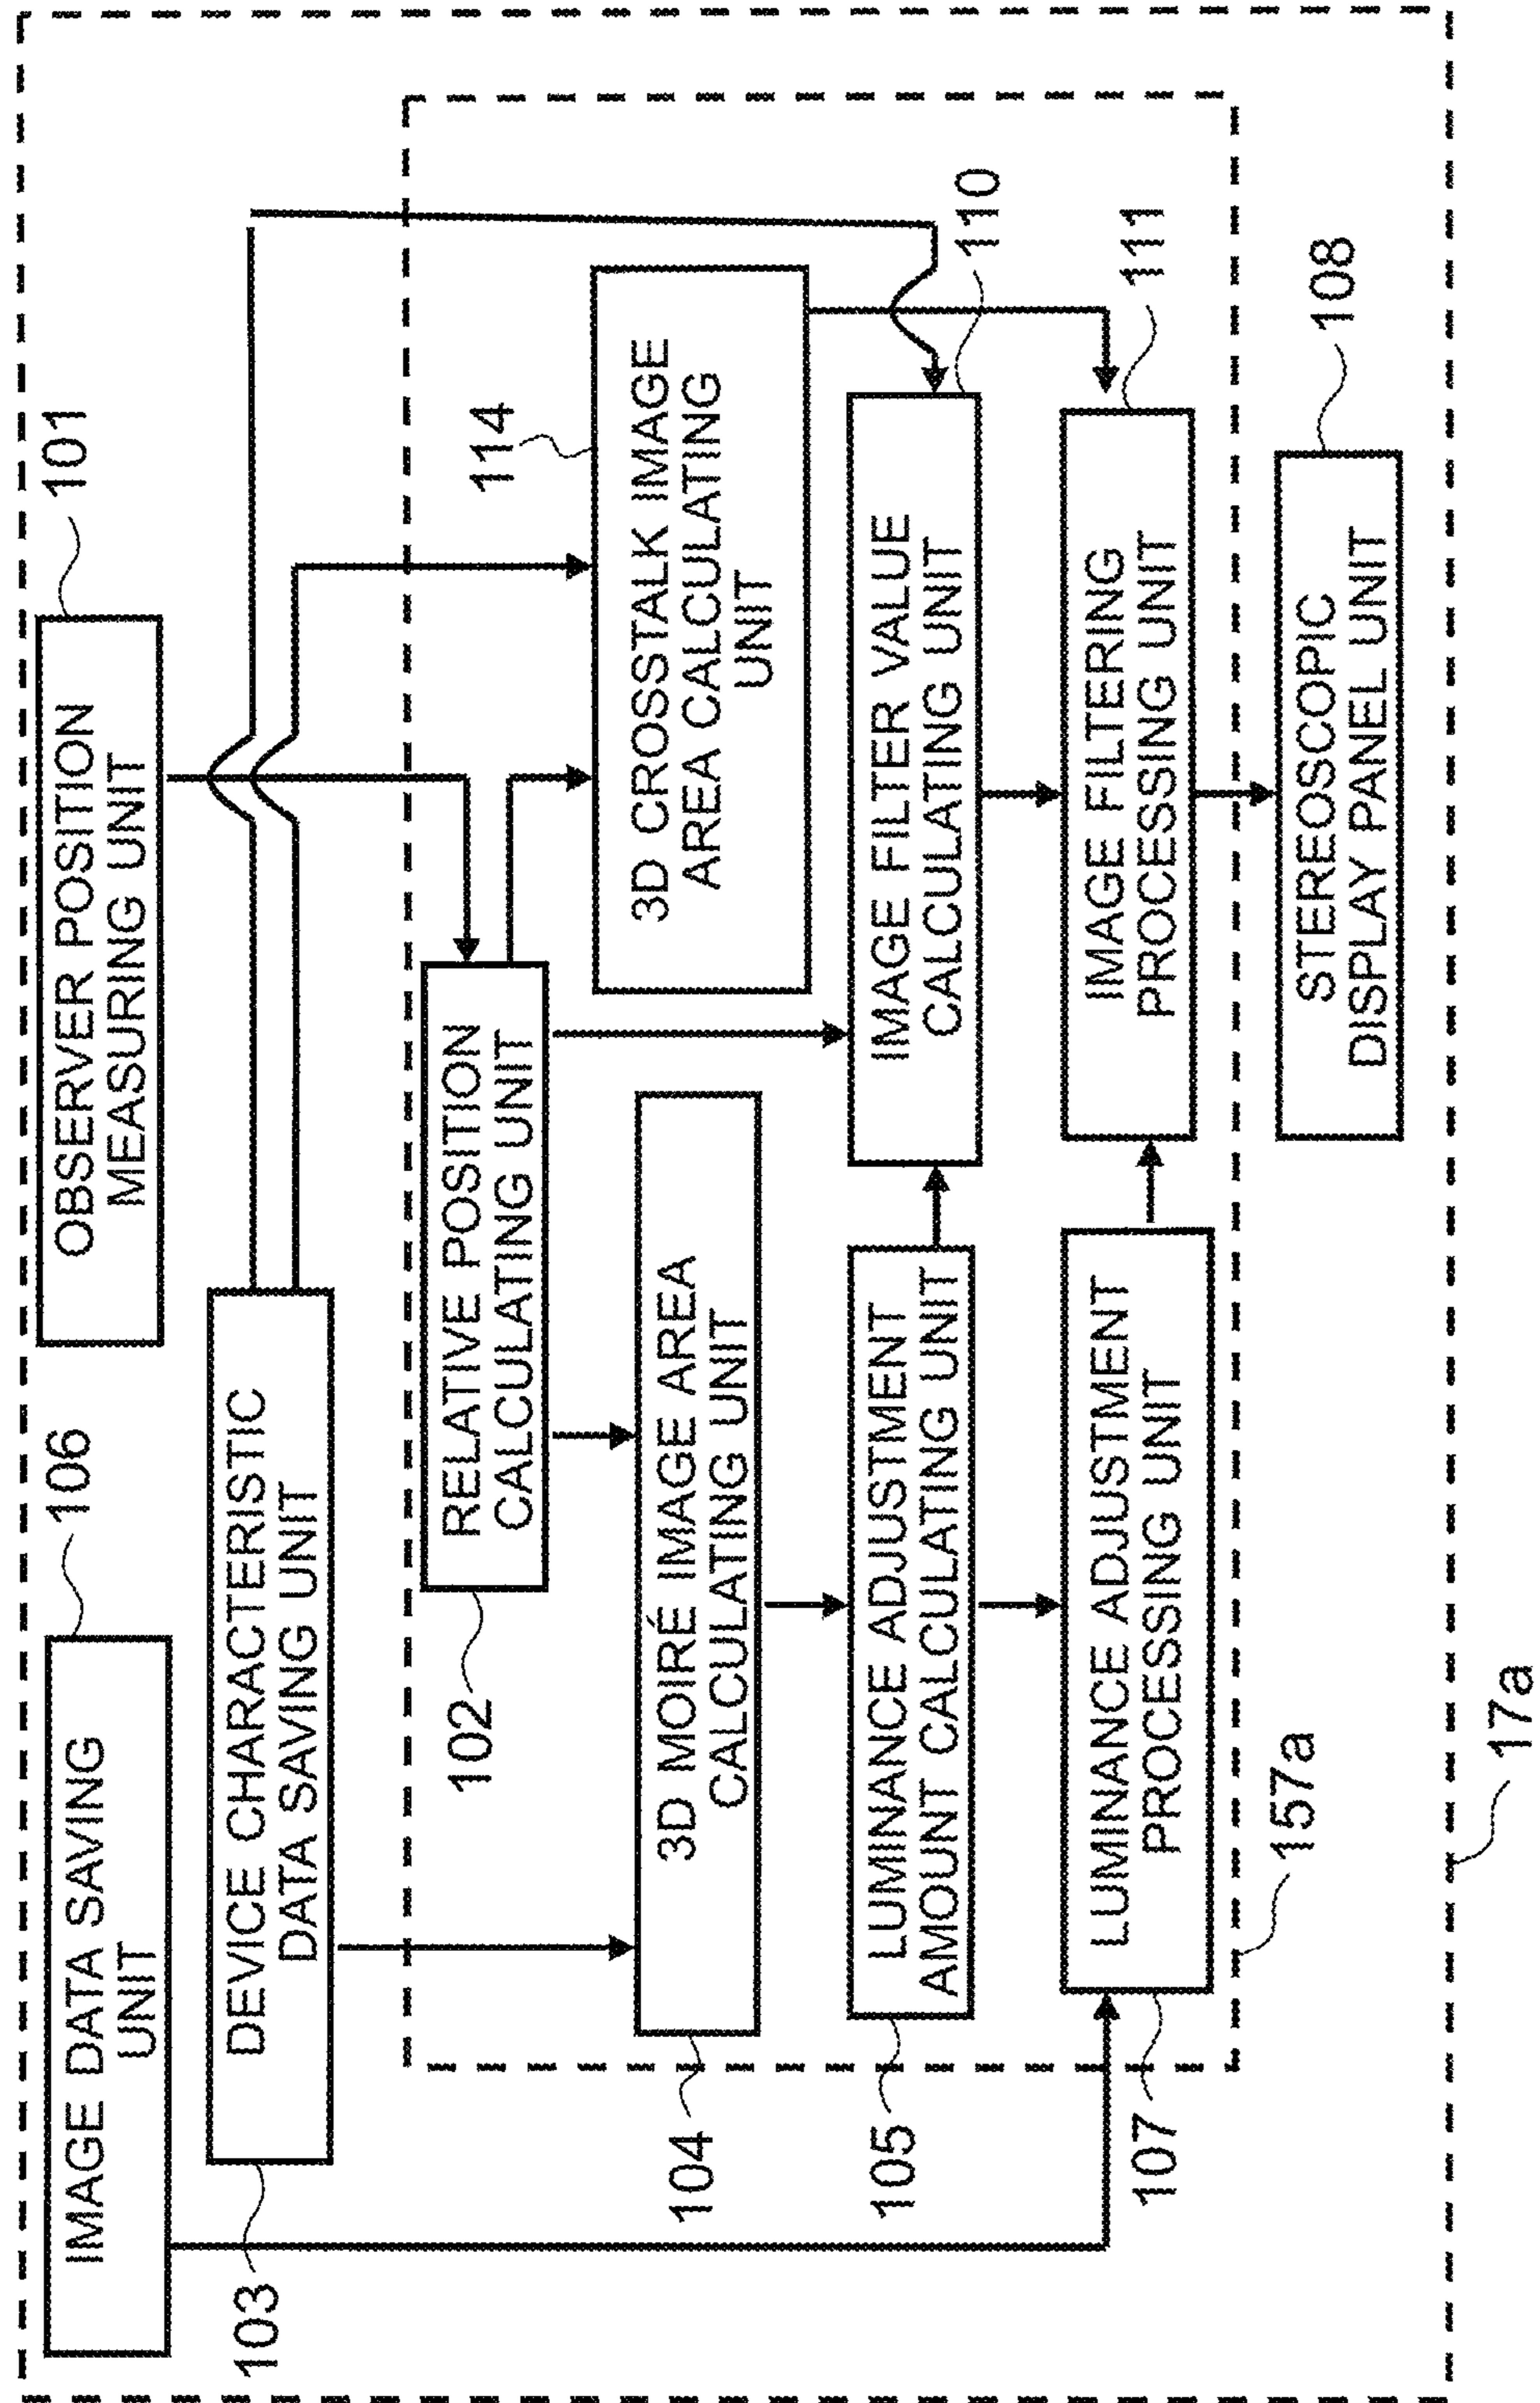 106
IMAGE DATA SAVING
UNIT
101
OBSERVER POSITION
MEASURING UNIT
103
DEVICE CHARACTERISTIC
DATA SAVING UNIT
102
RELATIVE POSITION
CALCULATING UNIT
114
3D CROSSTALK IMAGE
AREA CALCULATING
UNIT
104
3D MOIRÉ IMAGE AREA
CALCULATING UNIT
105
LUMINANCE ADJUSTMENT
AMOUNT CALCULATING UNIT
110
IMAGE FILTER VALUE
CALCULATING UNIT
107
LUMINANCE ADJUSTMENT
PROCESSING UNIT
111
IMAGE FILTERING
PROCESSING UNIT
157a
108
STEREOSCOPIC
DISPLAY PANEL UNIT
17a